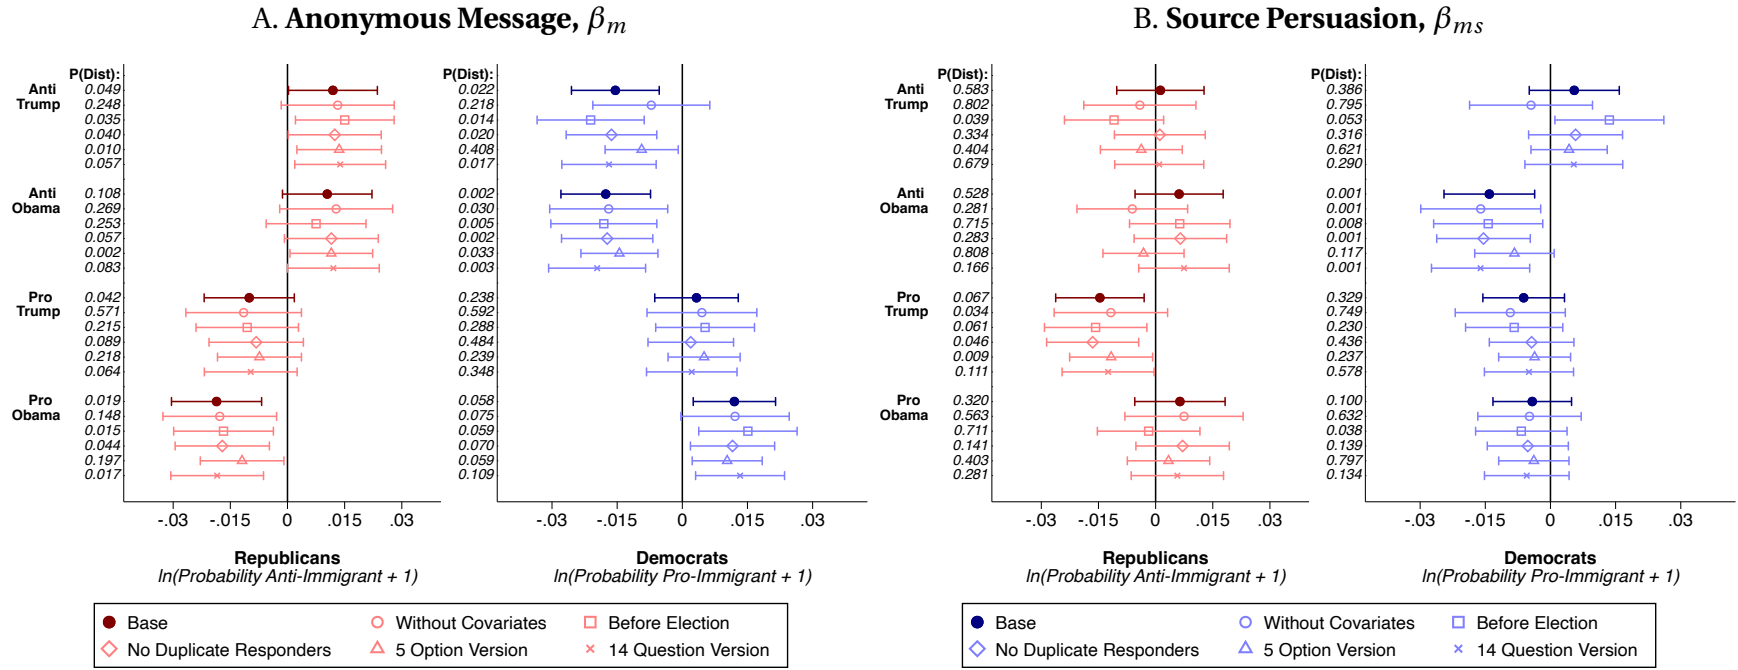 A. Anonymous Message, βm
P(Dist):
Anti
Trump
0.049
0.248
0.035
0.040
0.010
0.057
Anti
Obama
0.108
0.269
0.253
0.057
0.002
0.083
Pro
Trump
0.042
0.571
0.215
0.089
0.218
0.064
Pro
Obama
0.019
0.148
0.015
0.044
0.197
0.017
-.03 -.015 0 .015 .03
Republicans
ln(Probability Anti-Immigrant + 1)
P(Dist):
0.022
0.218
0.014
0.020
0.408
0.017
0.002
0.030
0.005
0.002
0.033
0.003
0.238
0.592
0.288
0.484
0.239
0.348
0.058
0.075
0.059
0.070
0.059
0.109
-.03 -.015 0 .015 .03
Democrats
ln(Probability Pro-Immigrant + 1)
Base Without Covariates Before Election
No Duplicate Responders 5 Option Version 14 Question Version
B. Source Persuasion, βms
P(Dist):
Anti
Trump
0.583
0.802
0.039
0.334
0.404
0.679
Anti
Obama
0.528
0.281
0.715
0.283
0.808
0.166
Pro
Trump
0.067
0.034
0.061
0.046
0.009
0.111
Pro
Obama
0.320
0.563
0.711
0.141
0.403
0.281
-.03 -.015 0 .015 .03
Republicans
ln(Probability Anti-Immigrant + 1)
P(Dist):
0.386
0.795
0.053
0.316
0.621
0.290
0.001
0.001
0.008
0.001
0.117
0.001
0.329
0.749
0.230
0.436
0.237
0.578
0.100
0.632
0.038
0.139
0.797
0.134
-.03 -.015 0 .015 .03
Democrats
ln(Probability Pro-Immigrant + 1)
Base Without Covariates Before Election
No Duplicate Responders 5 Option Version 14 Question Version